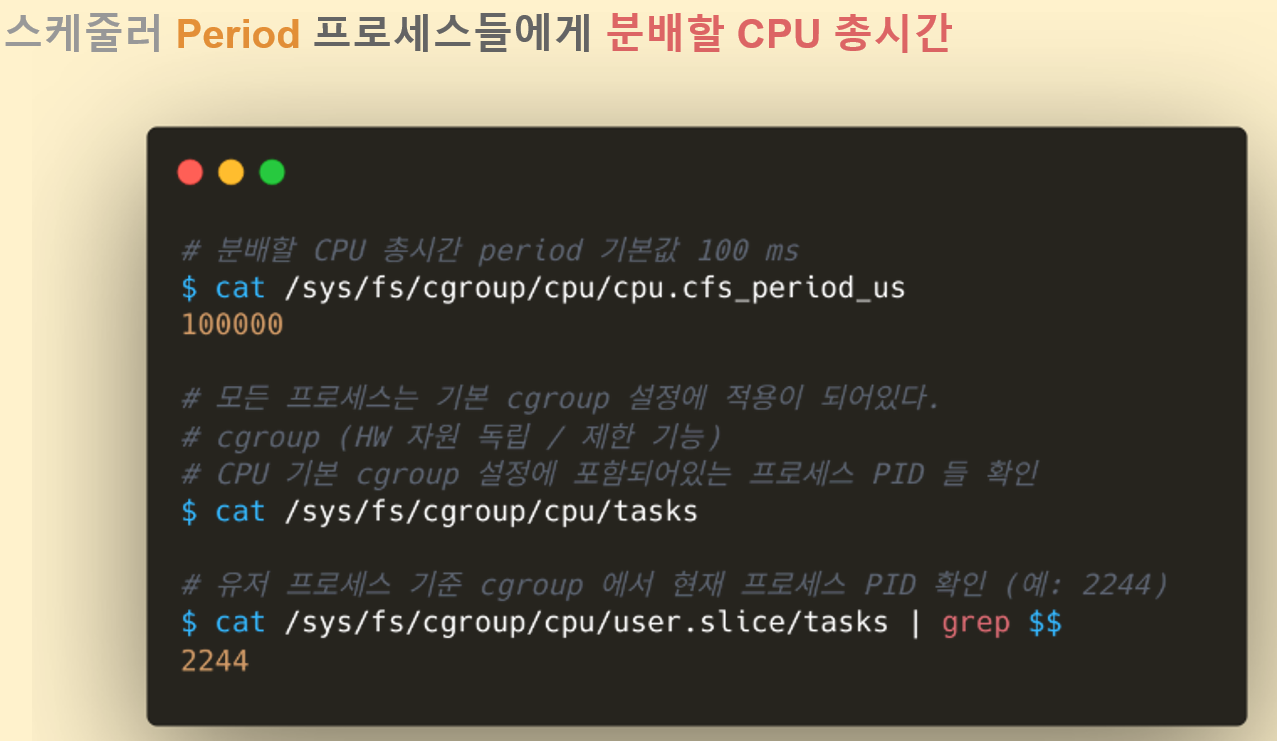 스케줄러 Period 프로세스들에게 분배할 CPU 총시간
# 분배할 CPU 총시간 period 기본값 100 ms
$ cat /sys/fs/cgroup/cpu/cpu.cfs_period_us
100000
# 모든 프로세스는 기본 cgroup 설정에 적용이 되어있다.
# cgroup (HW 자원 독립 / 제한 기능)
# CPU 기본 cgroup 설정에 포함되어있는 프로세스 PID 들 확인
$ cat /sys/fs/cgroup/cpu/tasks
# 유저 프로세스 기준 cgroup 에서 현재 프로세스 PID 확인 (예: 2244)
$ cat /sys/fs/cgroup/cpu/user.slice/tasks | grep $$
2244